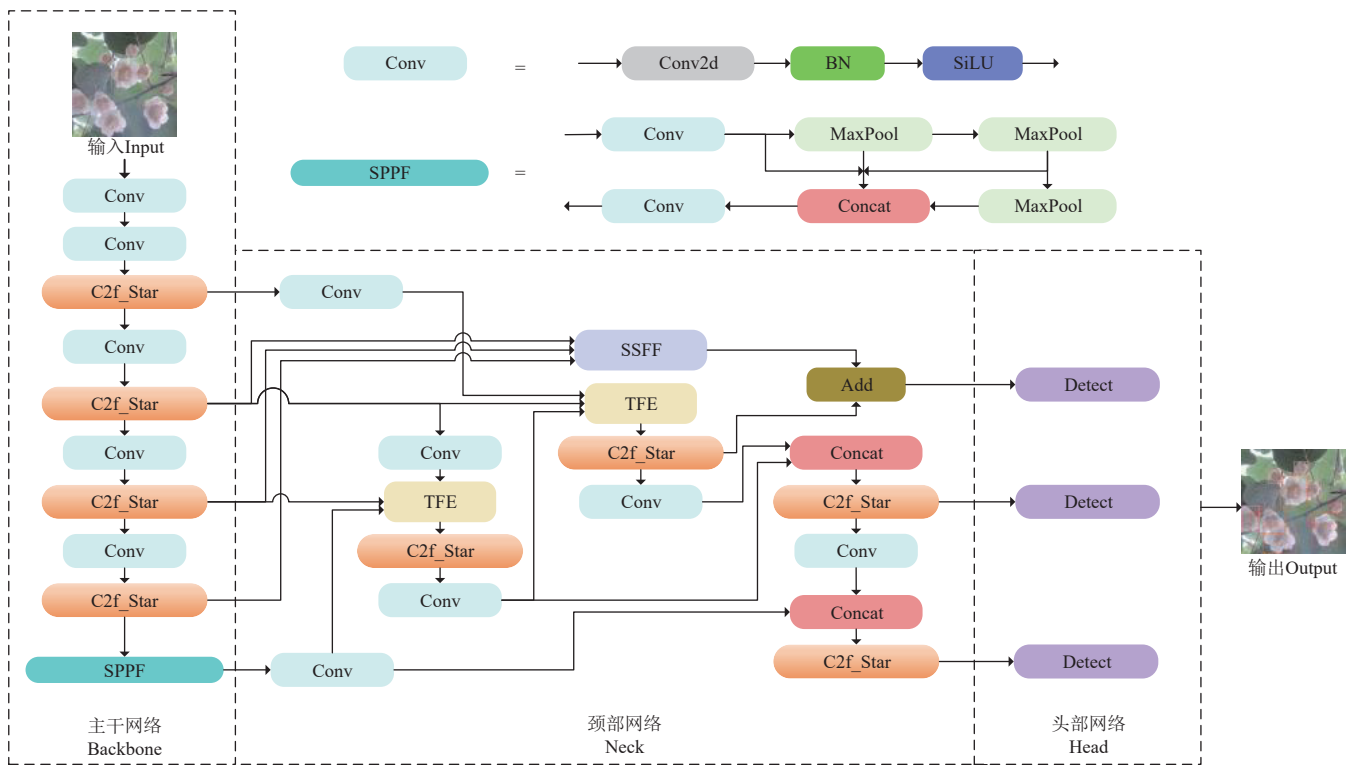 输入Input
Conv
Conv
C2f_Star
Conv
C2f_Star
Conv
C2f_Star
Conv
C2f_Star
SPPF
主干网络
Backbone
Conv
=
Conv2d
BN
SiLU
SPPF
=
Conv
MaxPool
MaxPool
Conv
Concat
MaxPool
Conv
Conv
TFE
C2f_Star
Conv
Conv
SSFF
TFE
C2f_Star
Conv
Add
Concat
C2f_Star
Conv
Concat
C2f_Star
颈部网络
Neck
Detect
Detect
Detect
头部网络
Head
输出Output